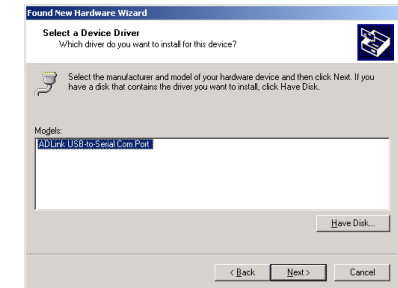 Found New Hardware Wizard
Select a Device Driver
Which driver do you want to install for this device?
Select the manufacturer and model of your hardware device and then click Next. If you
have a disk that contains the driver you want to install, click Have Disk.
Models:
ADLink USB-to-Serial Com Port
Have Disk...
< Back
Next >
Cancel